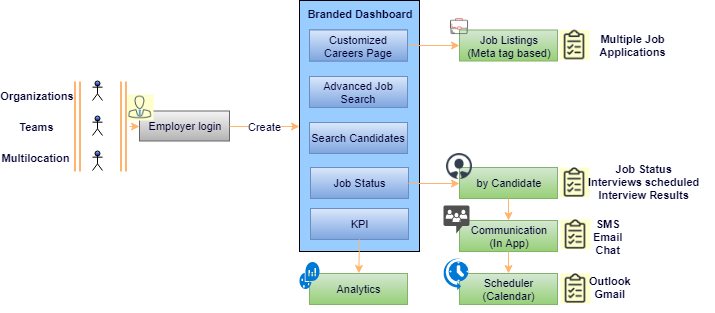 Organizations
Teams
Multilocation
Employer login
Create
Branded Dashboard
Customized
Careers Page
Advanced Job
Search
Search Candidates
Job Status
KPI
Analytics
Job Listings
(Meta tag based)
Multiple Job
Applications
by Candidate
Job Status
Interviews scheduled
Interview Results
Communication
(In App)
SMS
Email
Chat
Scheduler
(Calendar)
Outlook
Gmail